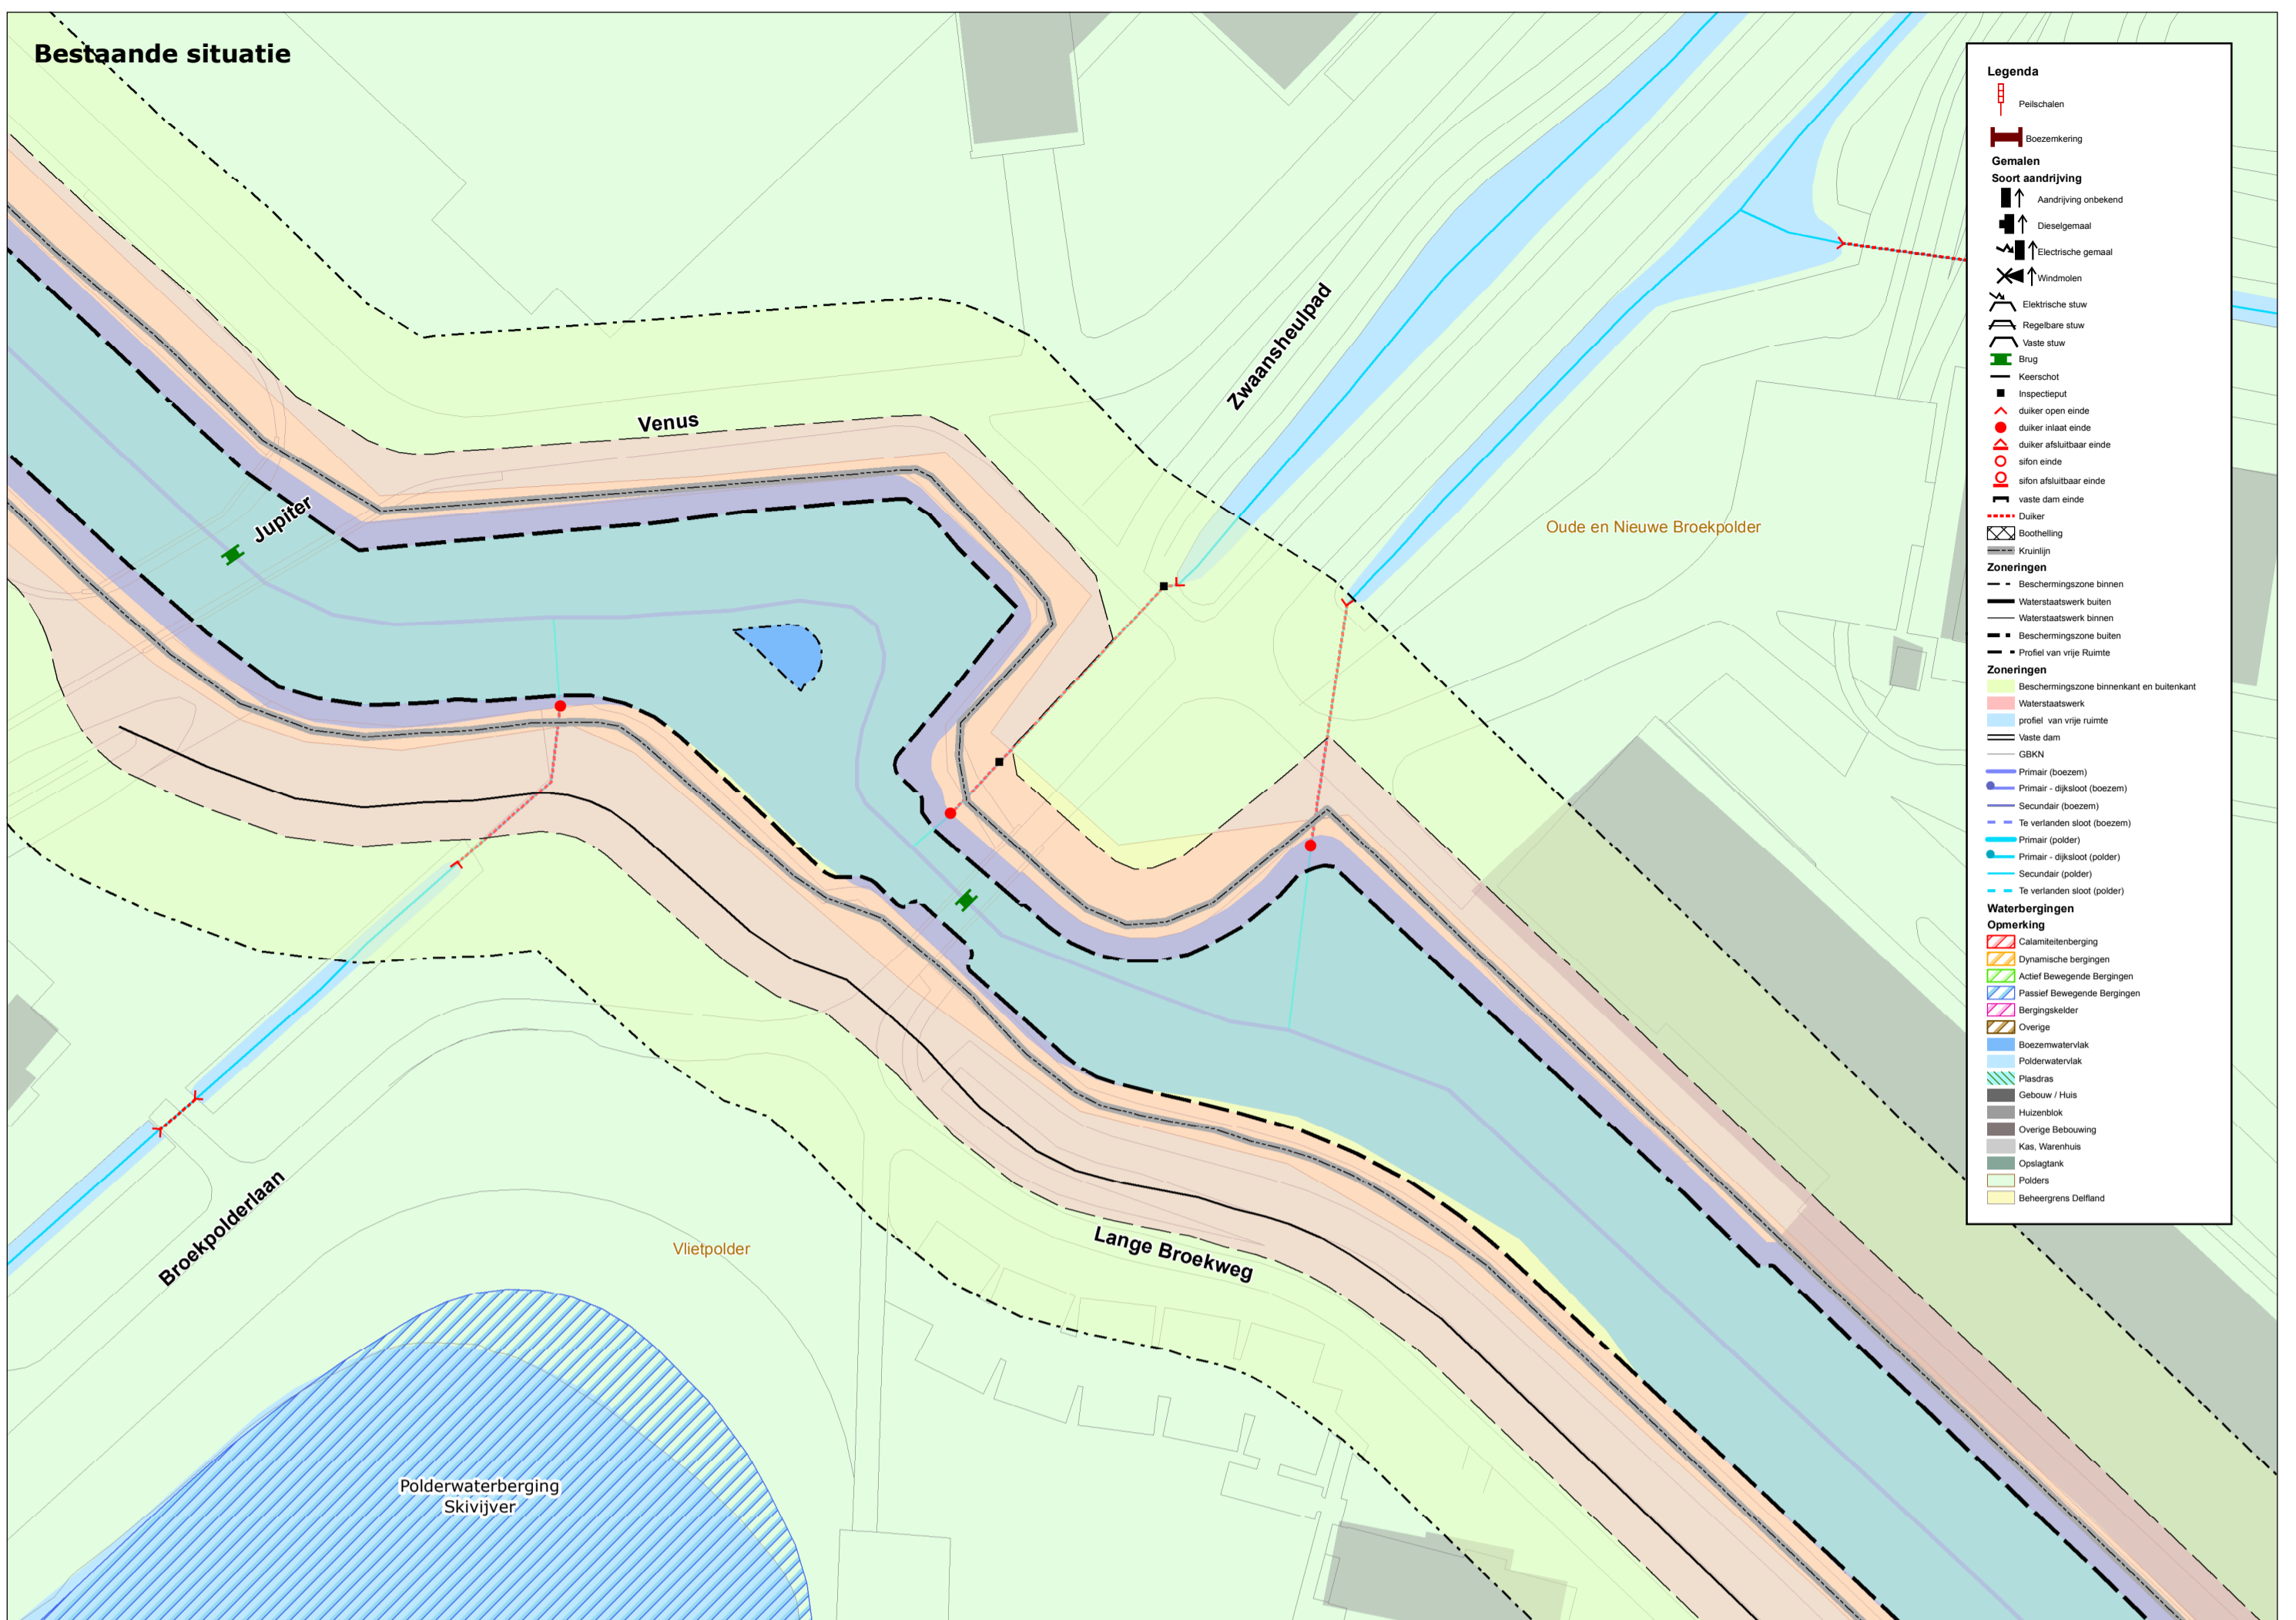 Bestaande situatie
Venus
Jupiter
Zwaansheulpad
Oude en Nieuwe Broekpolder
Broekpolderlaan
Vlietpolder
Lange Broekweg
Polderwaterberging
Skivijver
Legenda
Peilschalen
Boezemkering
Gemalen
Soort aandrijving
Aandrijving onbekend
Dieselgemaal
Electrische gemaal
Windmolen
Elektrische stuw
Regelbare stuw
Vaste stuw
Brug
Keerschot
Inspectieput
duiker open einde
duiker inlaat einde
duiker afsluitbaar einde
sifon einde
sifon afsluitbaar einde
vaste dam einde
Duiker
Boothelling
Kruinlijn
Zoneringen
Beschermingszone binnen
Waterstaatswerk buiten
Waterstaatswerk binnen
Beschermingszone buiten
Profiel van vrije Ruimte
Zoneringen
Beschermingszone binnenkant en buitenkant
Waterstaatswerk
profiel van vrije ruimte
Vaste dam
GBKN
Primair (boezem)
Primair - dijksloot (boezem)
Secundair (boezem)
Te verlanden sloot (boezem)
Primair (polder)
Primair - dijksloot (polder)
Secundair (polder)
Te verlanden sloot (polder)
Waterbergingen
Opmerking
Calamiteitenberging
Dynamische bergingen
Actief Bewegende Bergingen
Passief Bewegende Bergingen
Bergingskelder
Overige
Boezemwatervlak
Polderwatervlak
Plasdras
Gebouw / Huis
Huizenblok
Overige Bebouwing
Kas, Warenhuis
Opslagtank
Polders
Beheergrens Delfland